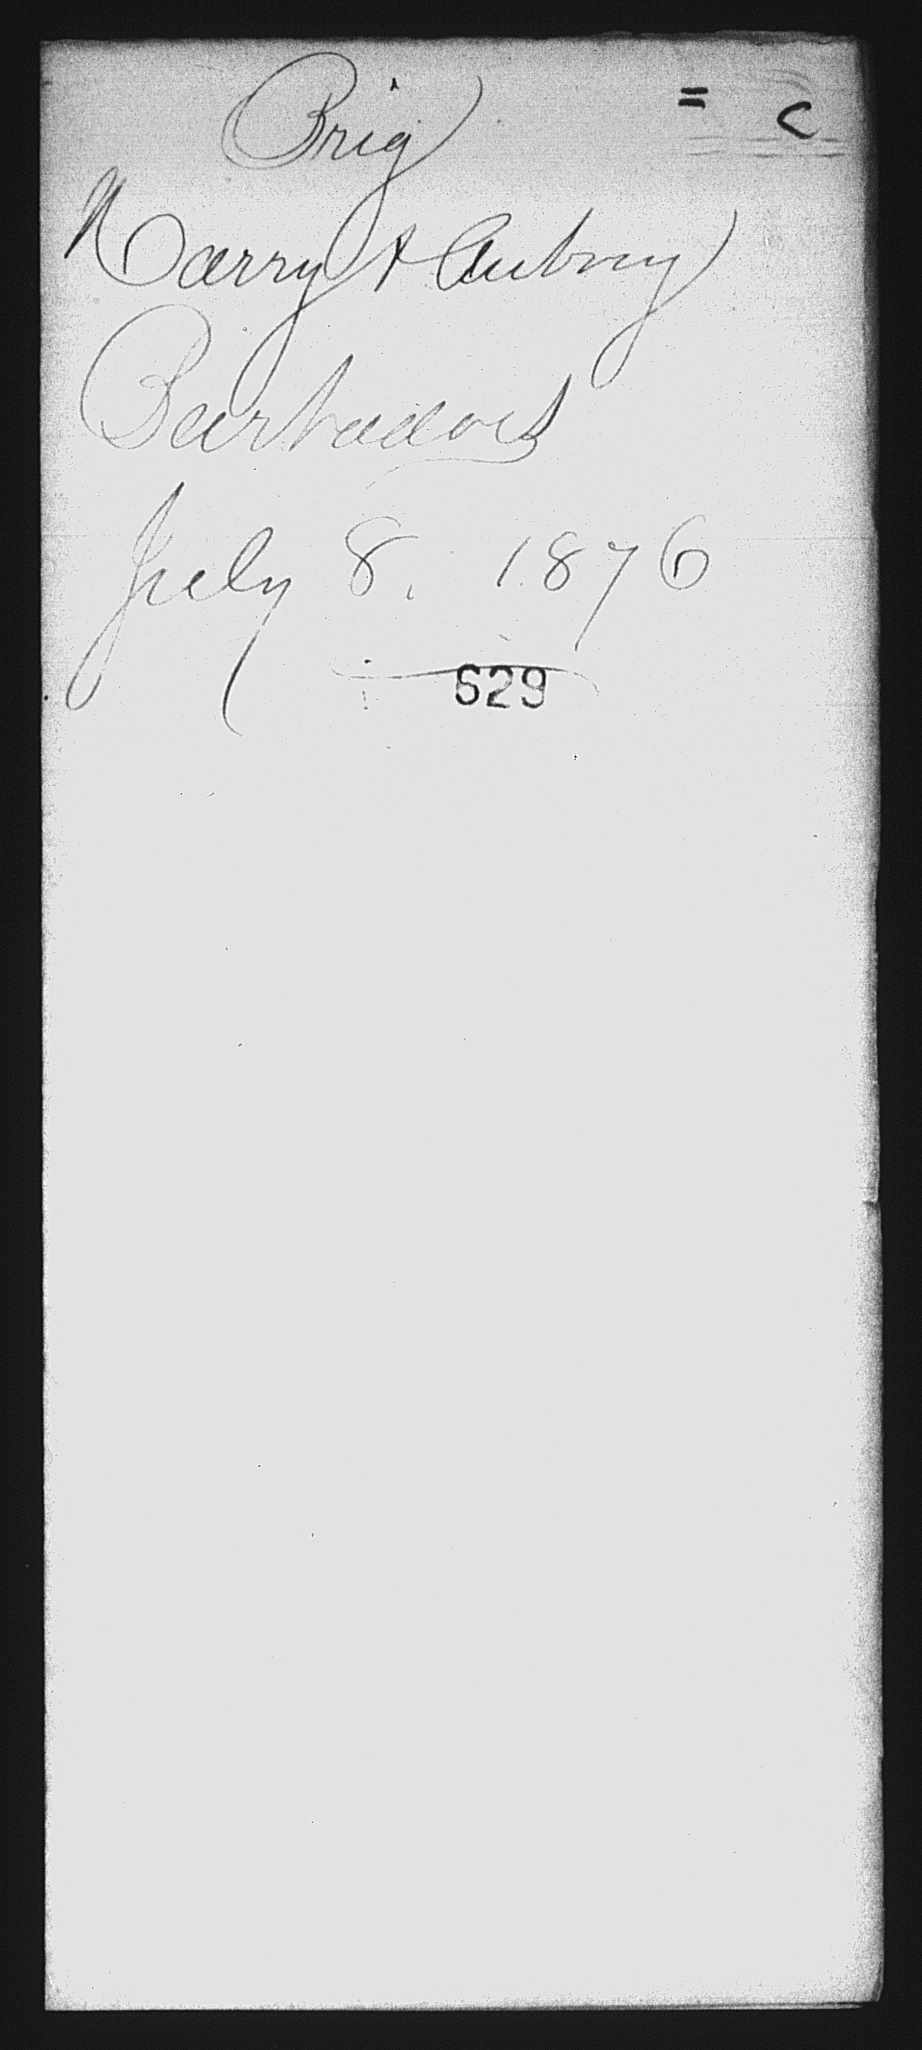 Brig = C
Harry & Aubrey
Barbadoes
July 8. 1876
629